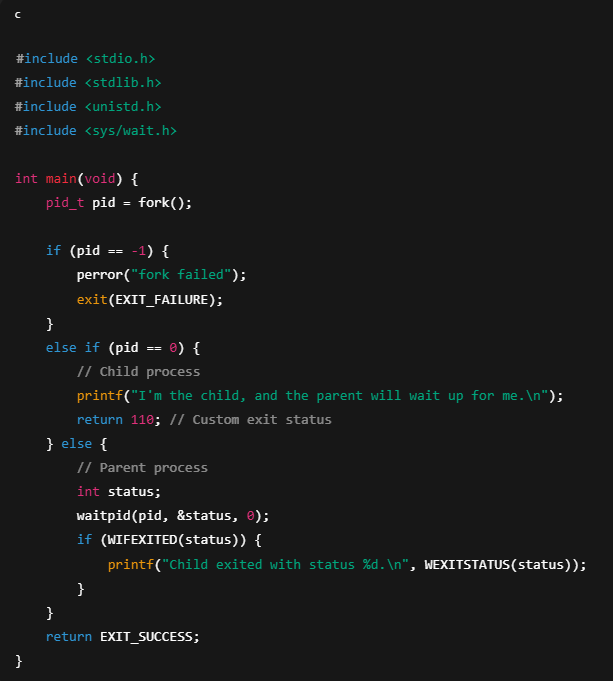 c
#include <stdio.h>
#include <stdlib.h>
#include <unistd.h>
#include <sys/wait.h>
int main(void) {
    pid_t pid = fork();
    if (pid == -1) {
        perror("fork failed");
        exit(EXIT_FAILURE);
    }
    else if (pid == 0) {
        // Child process
        printf("I'm the child, and the parent will wait up for me.\n");
        return 110; // Custom exit status
    } else {
        // Parent process
        int status;
        waitpid(pid, &status, 0);
        if (WIFEXITED(status)) {
            printf("Child exited with status %d.\n", WEXITSTATUS(status));
        }
    }
    return EXIT_SUCCESS;
}